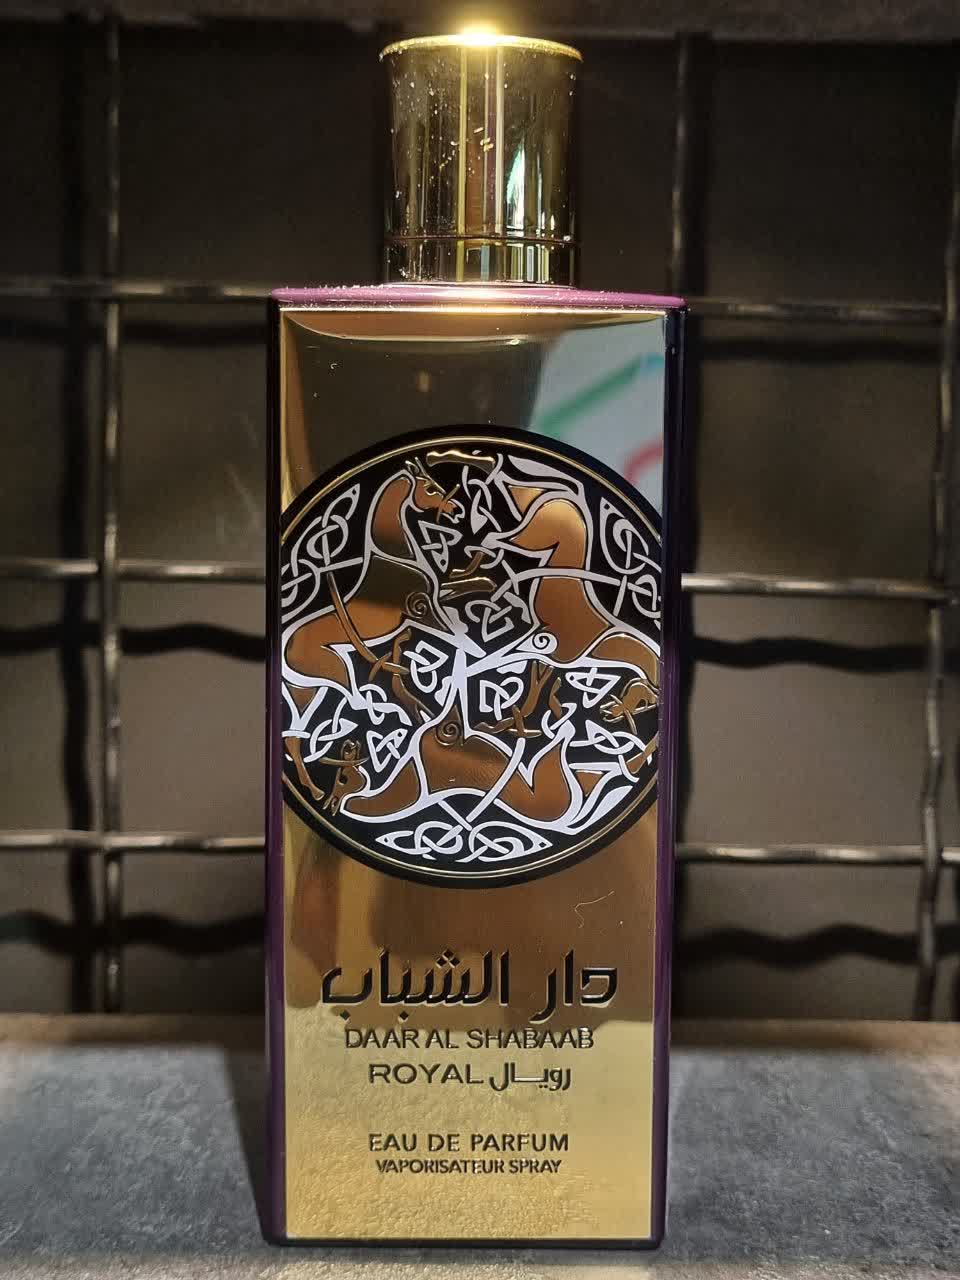 دار الشباب
DAAR AL SHABAAB
ROYAL رويال
EAU DE PARFUM
VAPORISATEUR SPRAY